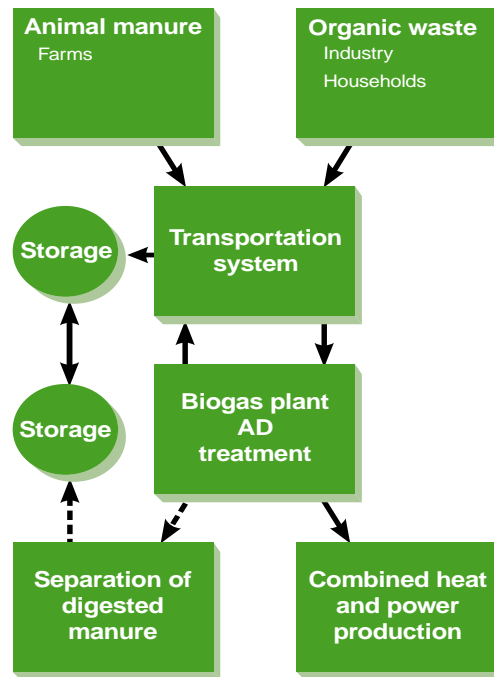 Animal manure
Farms
Organic waste
Industry
Households
Transportation
system
Storage
Storage
Biogas plant
AD
treatment
Separation of
digested
manure
Combined heat
and power
production